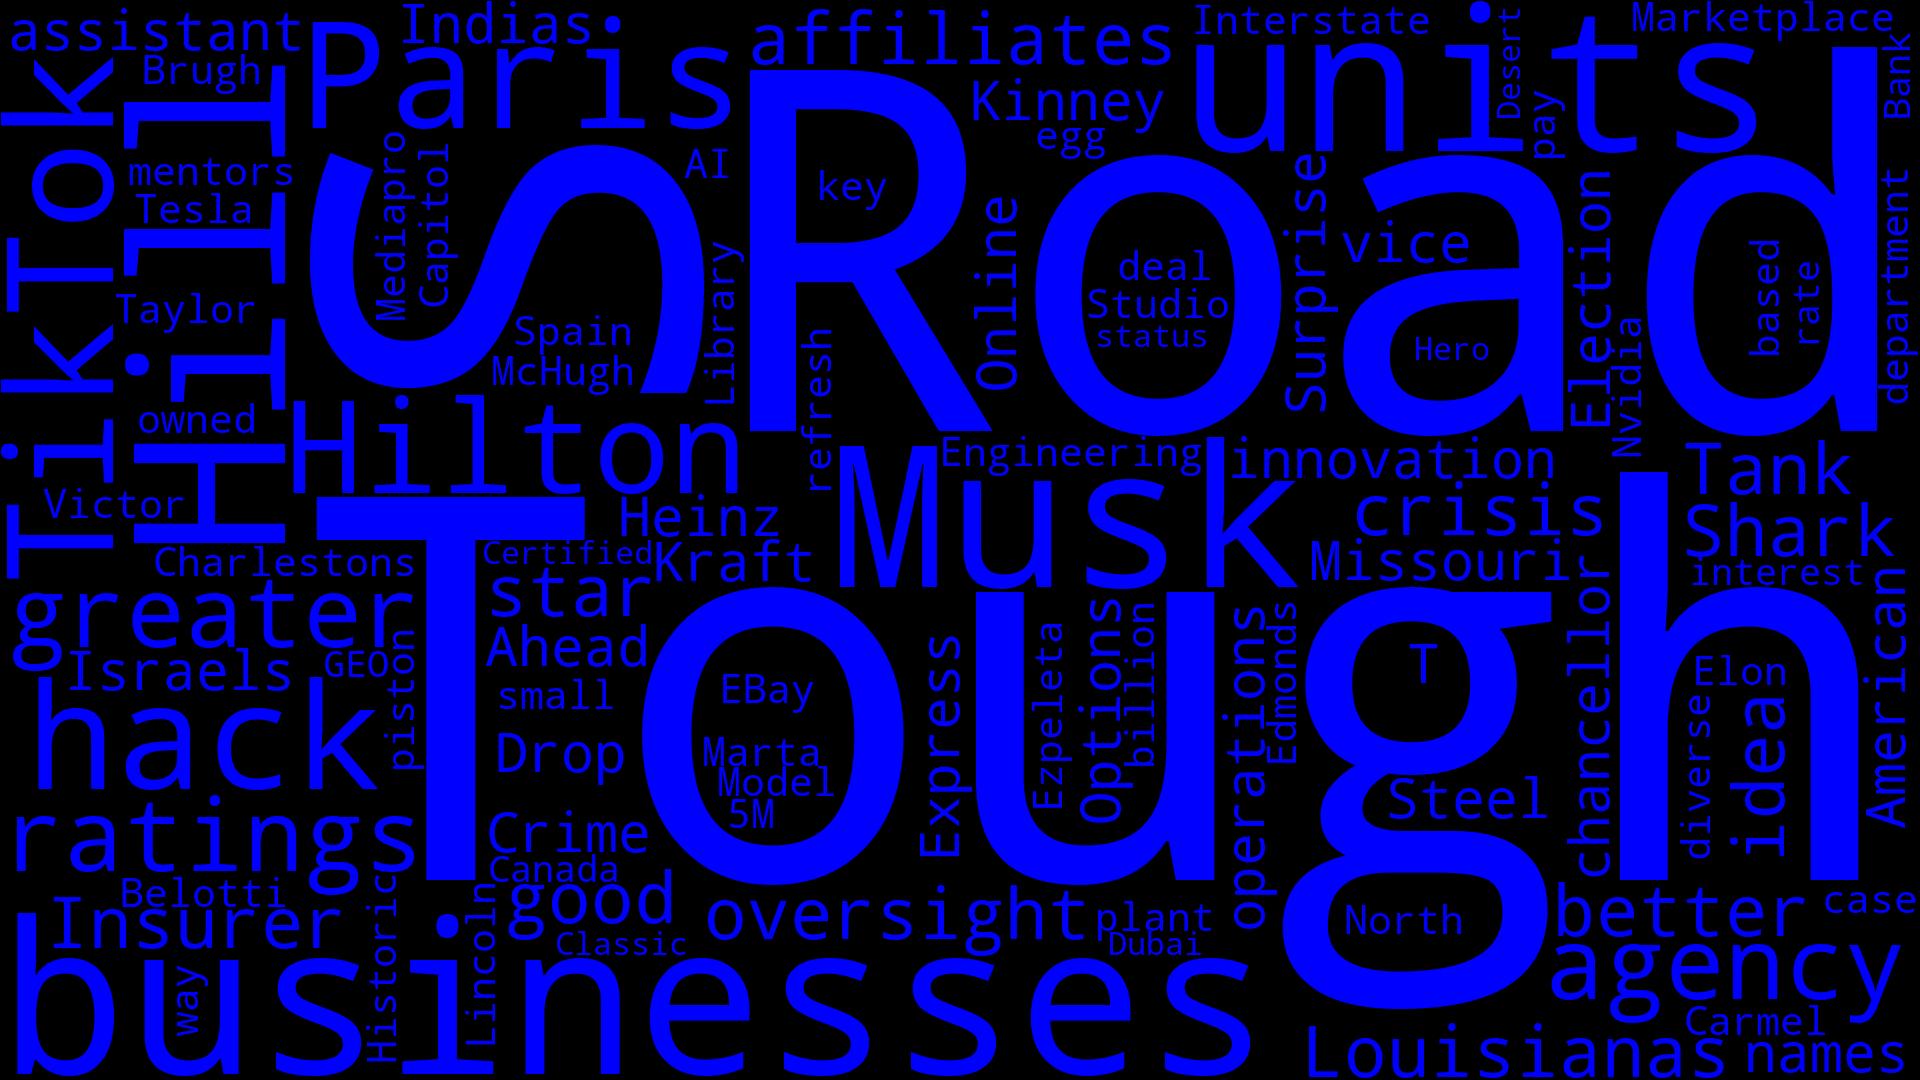 assistant
Indias
affiliates
Interstate
Marketplace
Brugh
Paris
Kinney
units
Desert
Bank
TikTok
Hill
egg
pay
mentors
Mediapro
Capitol
AI
S
key
Road
Tesla
Online
Surprise
vice
Election
department
deal
Studio
status
based
rate
Taylor
Spain
McHugh
Library
refresh
Hero
Nvidia
owned
Hilton
Musk
Engineering
innovation
Tank
Victor
Heinz
crisis
Shark
Charlestons
Certified
Kraft
Missouri
interest
greater
star
Tough
chancellor
American
Israels
GEO
piston
Ahead
Express
Ezpeleta
Options
billion
operations
Edmonds
T
Elon
diverse
idea
hack
small
EBay
Drop
Marta
Model
5M
Steel
ratings
Crime
Canada
Belotti
Insurer
Historic
Lincoln
good
Classic
oversight
plant
Dubai
North
better
case
businesses
way
agency
Carmel
Louisianas
names